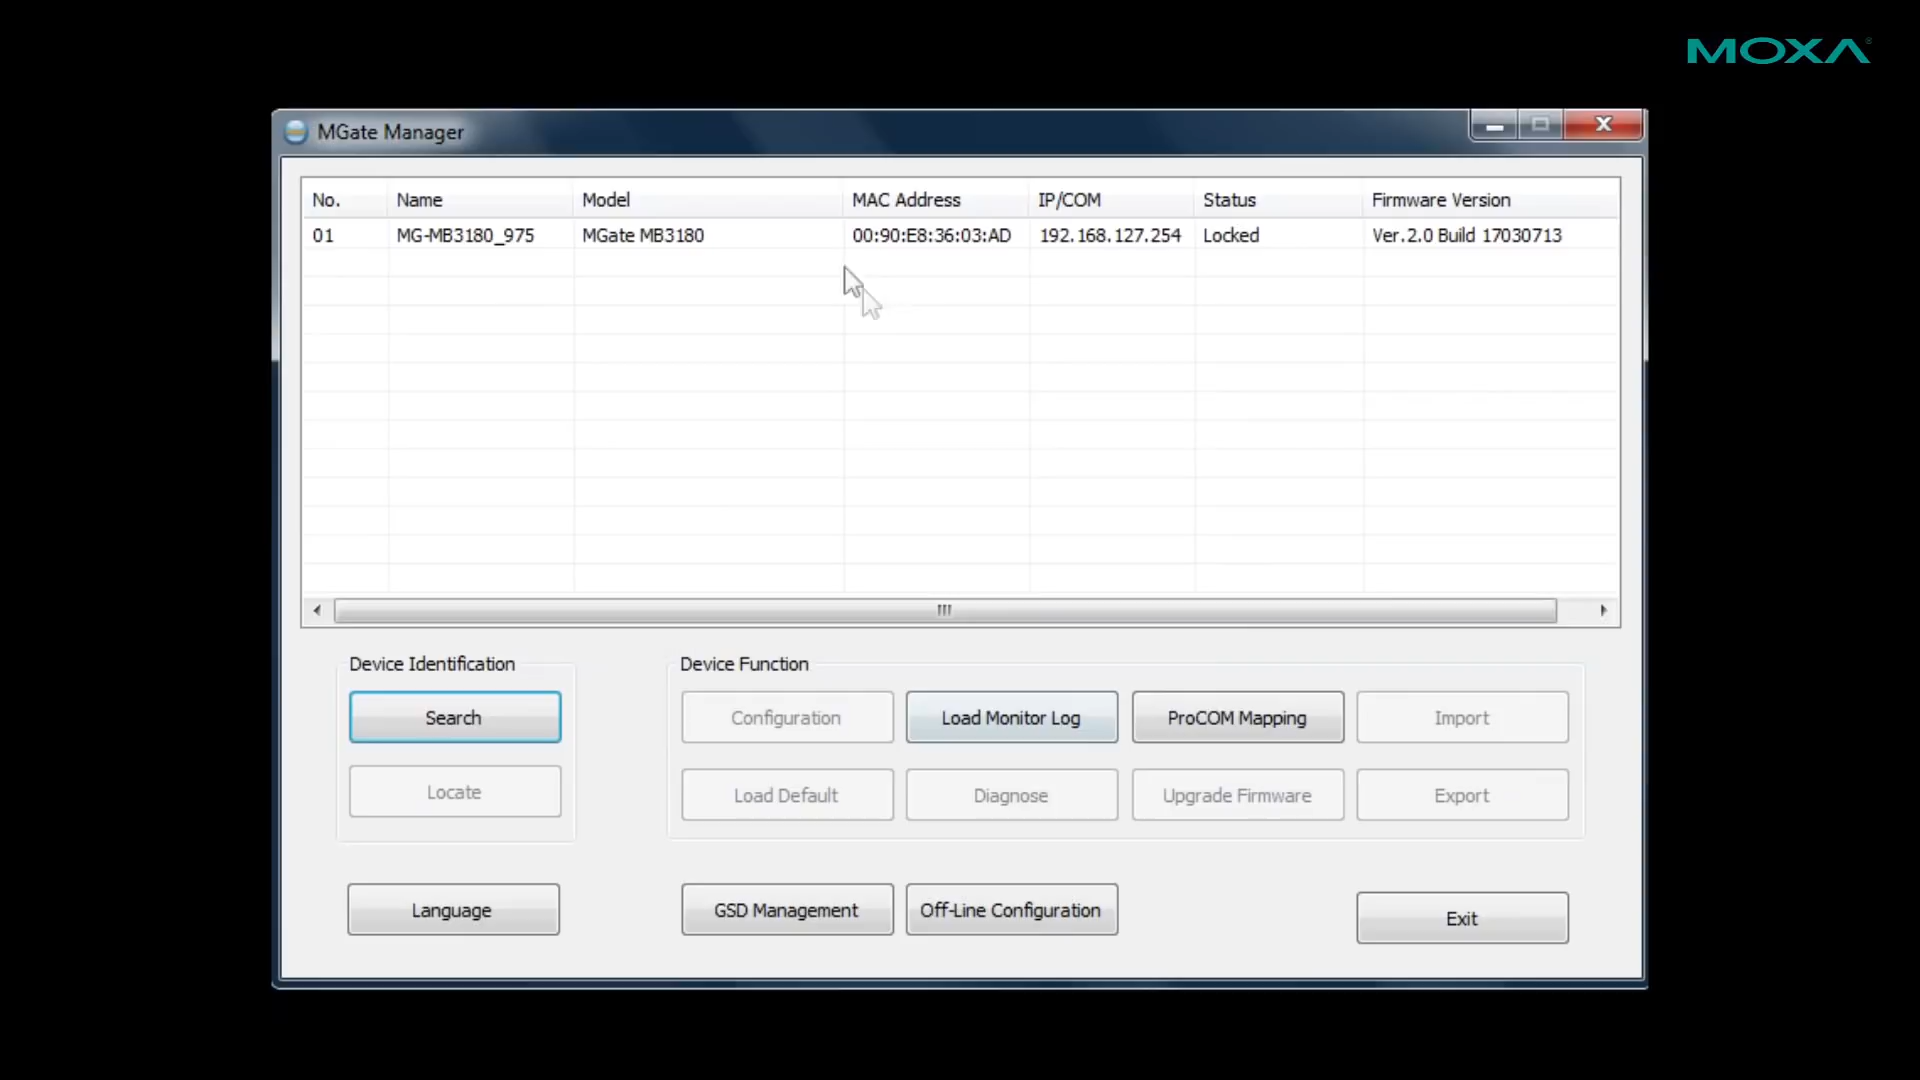 MOXA®
MGate Manager
No. Name Model MAC Address IP/COM Status Firmware Version
01 MG-MB3180_975 MGate MB3180 00:90:E8:36:03:AD 192.168.127.254 Locked Ver.2.0 Build 17030713
Device Identification Device Function
Search Configuration Load Monitor Log ProCOM Mapping Import
Locate Load Default Diagnose Upgrade Firmware Export
Language GSD Management Off-Line Configuration Exit